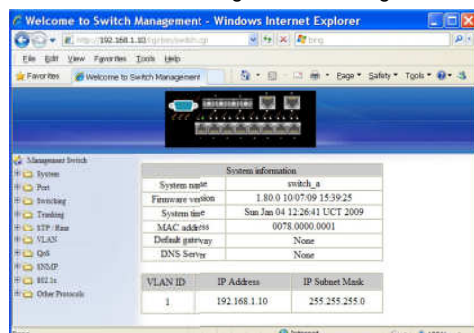 Welcome to Switch Management - Windows Internet Explorer
http://192.168.1.10/
bing
File Edit View Favorites Tools Help
Favorites Welcome to Switch Management Page Safety Tools
Management Switch
System
Port
Switching
Trunking
STP / Ring
VLAN
QoS
SNMP
802.1x
Other Protocols
System information
System name switch_a
Firmware version 1.80.0 10/07/09 15:39:25
System time Sun Jan 04 12:26:41 UCT 2009
MAC address 0078.0000.0001
Default gateway None
DNS Server None
VLAN ID IP Address IP Subnet Mask
1 192.168.1.10 255.255.255.0